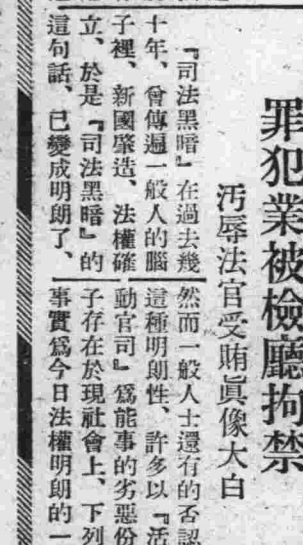 罪犯業被檢廳拘禁
汚辱法官受賄眞像大白
『司法黑暗』在過去幾
十年、曾傳遍一般人的腦
子裡、新國肇造、法權確
立、於是『司法黑暗』的
這句話、已變成明朗了、
然而一般人士還有的否認
這種明朗性、許多以『活
動官司』爲能事的劣惡份
子存在於現社會上、下列
事實爲今日法權明朗的一